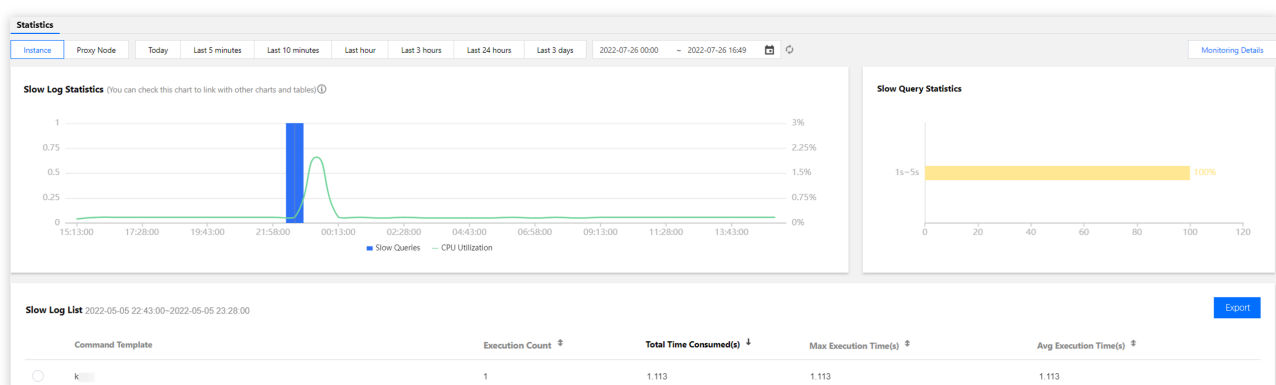 Statistics
Instance Proxy Node Today Last 5 minutes Last 10 minutes Last hour Last 3 hours Last 24 hours Last 3 days 2022-07-26 00:00 ~ 2022-07-26 16:49 Monitoring Details
Slow Log Statistics (You can check this chart to link with other charts and tables)
1 3%
0.75 2.25%
0.5 1.5%
0.25 0.75%
0 0%
15:13:00 17:28:00 19:43:00 21:58:00 00:13:00 02:28:00 04:43:00 06:58:00 09:13:00 11:28:00 13:43:00
Slow Queries CPU Utilization
Slow Query Statistics
1s~5s 100%
0 20 40 60 80 100 120
Slow Log List 2022-05-05 22:43:00~2022-05-05 23:28:00 Export
Command Template Execution Count Total Time Consumed(s) Max Execution Time(s) Avg Execution Time(s)
k 1 1.113 1.113 1.113